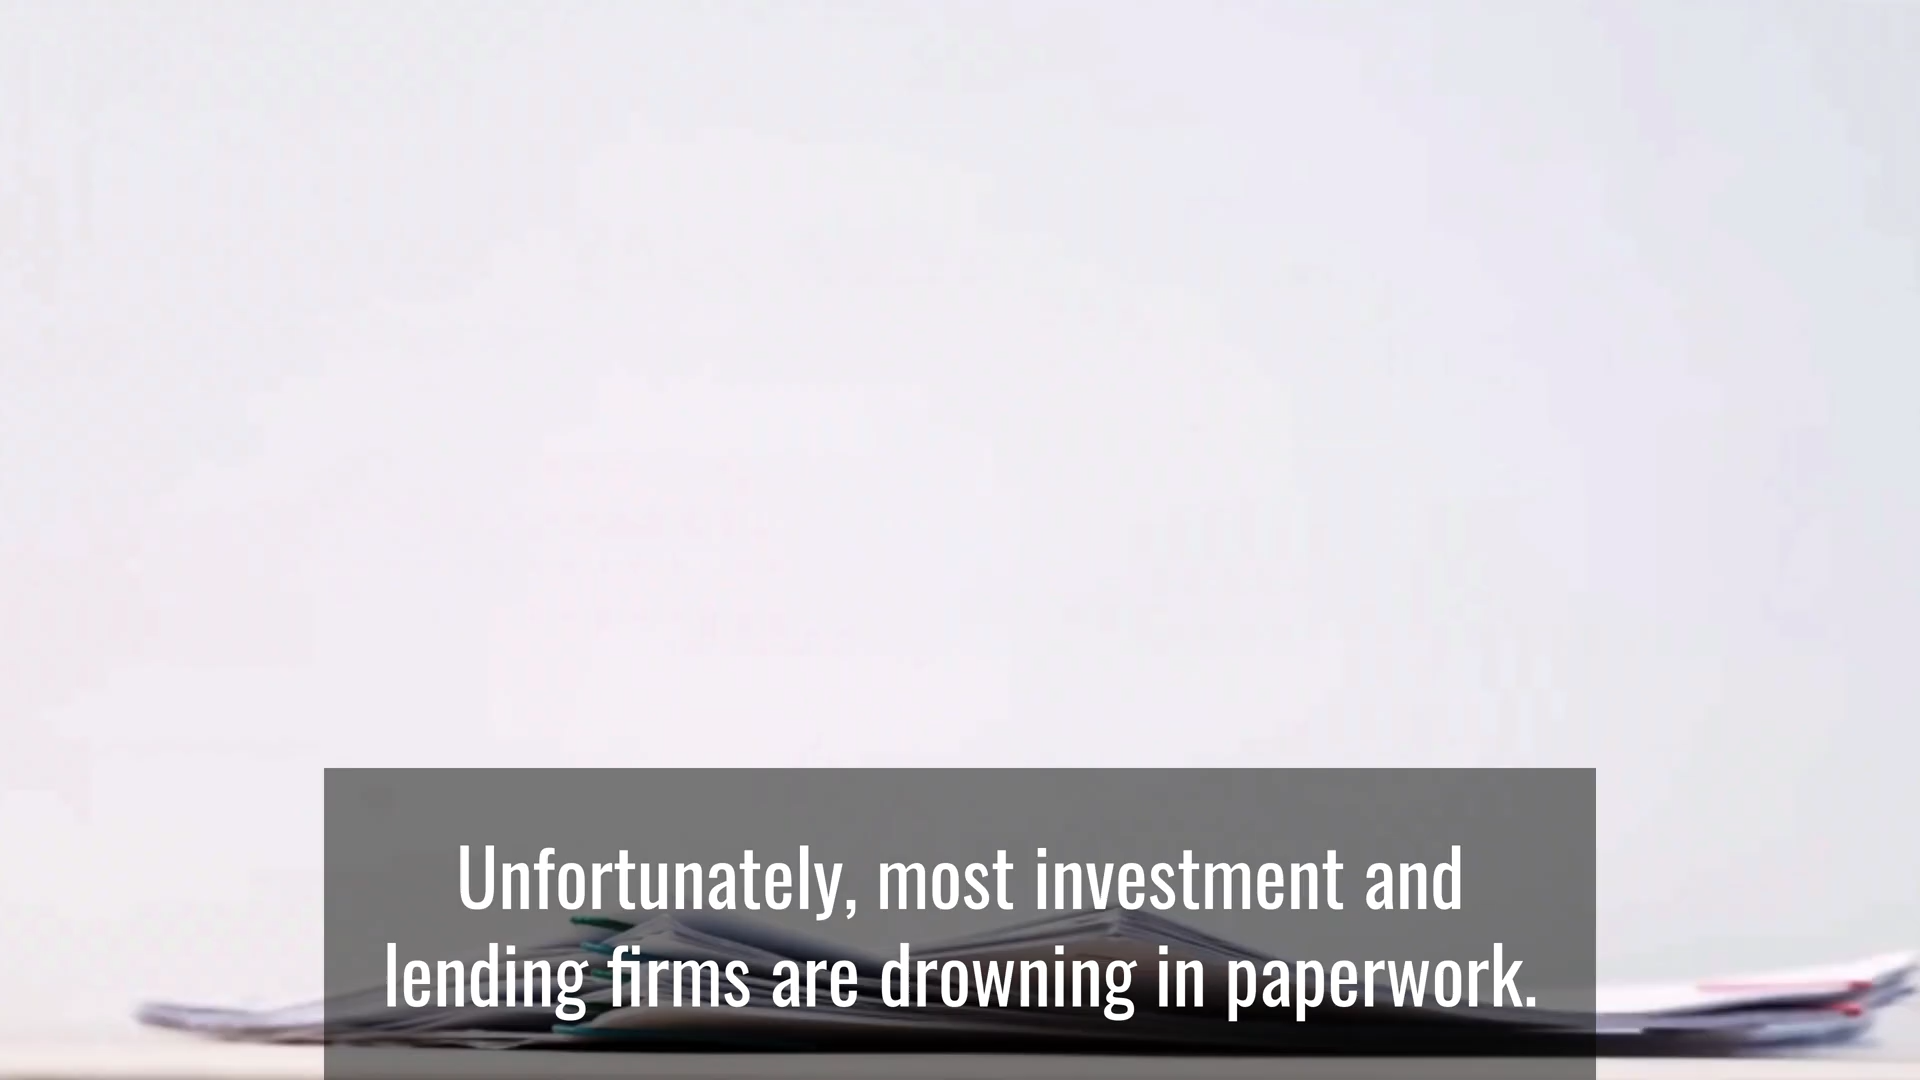 Unfortunately, most investment and
lending firms are drowning in paperwork.